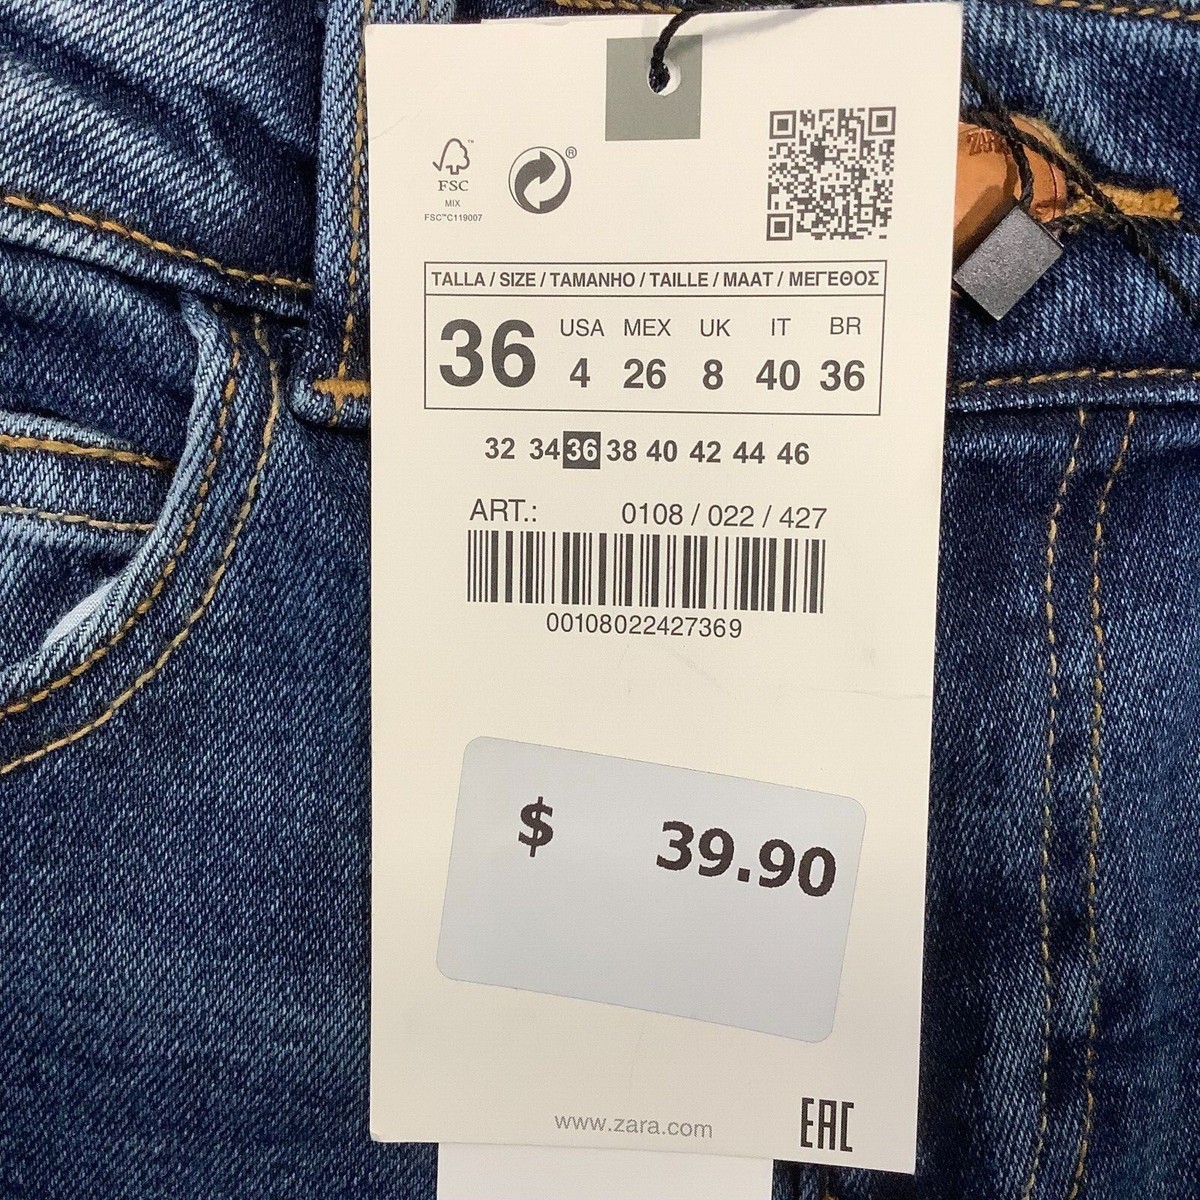 ZARA
FSC
MIX
FSC™C119007
TALLA / SIZE / TAMANHO / TAILLE / MAAT / ΜΕΓΕΘΟΣ
36 USA MEX UK IT BR
4 26 8 40 36
32 34 36 38 40 42 44 46
ART.: 0108 / 022 / 427
00108022427369
$ 39.90
www.zara.com
EAC